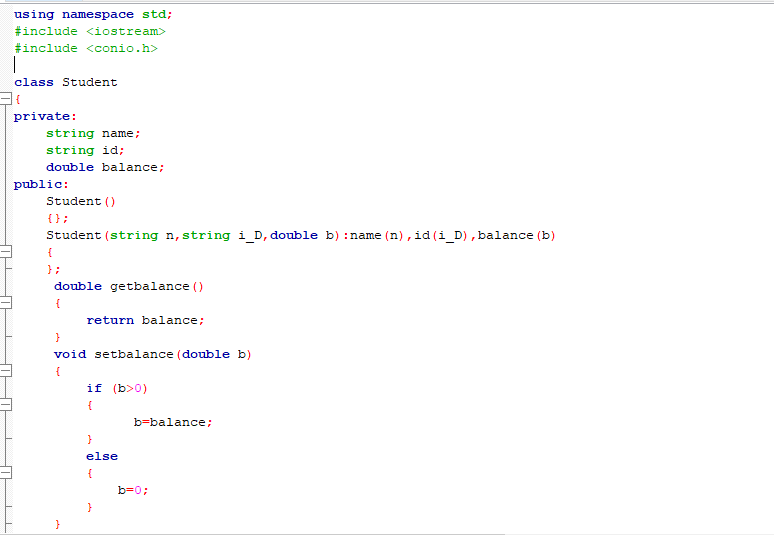 using namespace std;
#include <iostream>
#include <conio.h>
class Student
{
private:
    string name;
    string id;
    double balance;
public:
    Student()
    {};
    Student(string n,string i_D,double b):name(n),id(i_D),balance(b)
    {
    };
     double getbalance()
     {
         return balance;
     }
     void setbalance(double b)
     {
         if (b>0)
         {
               b=balance;
         }
         else
         {
             b=0;
         }
     }